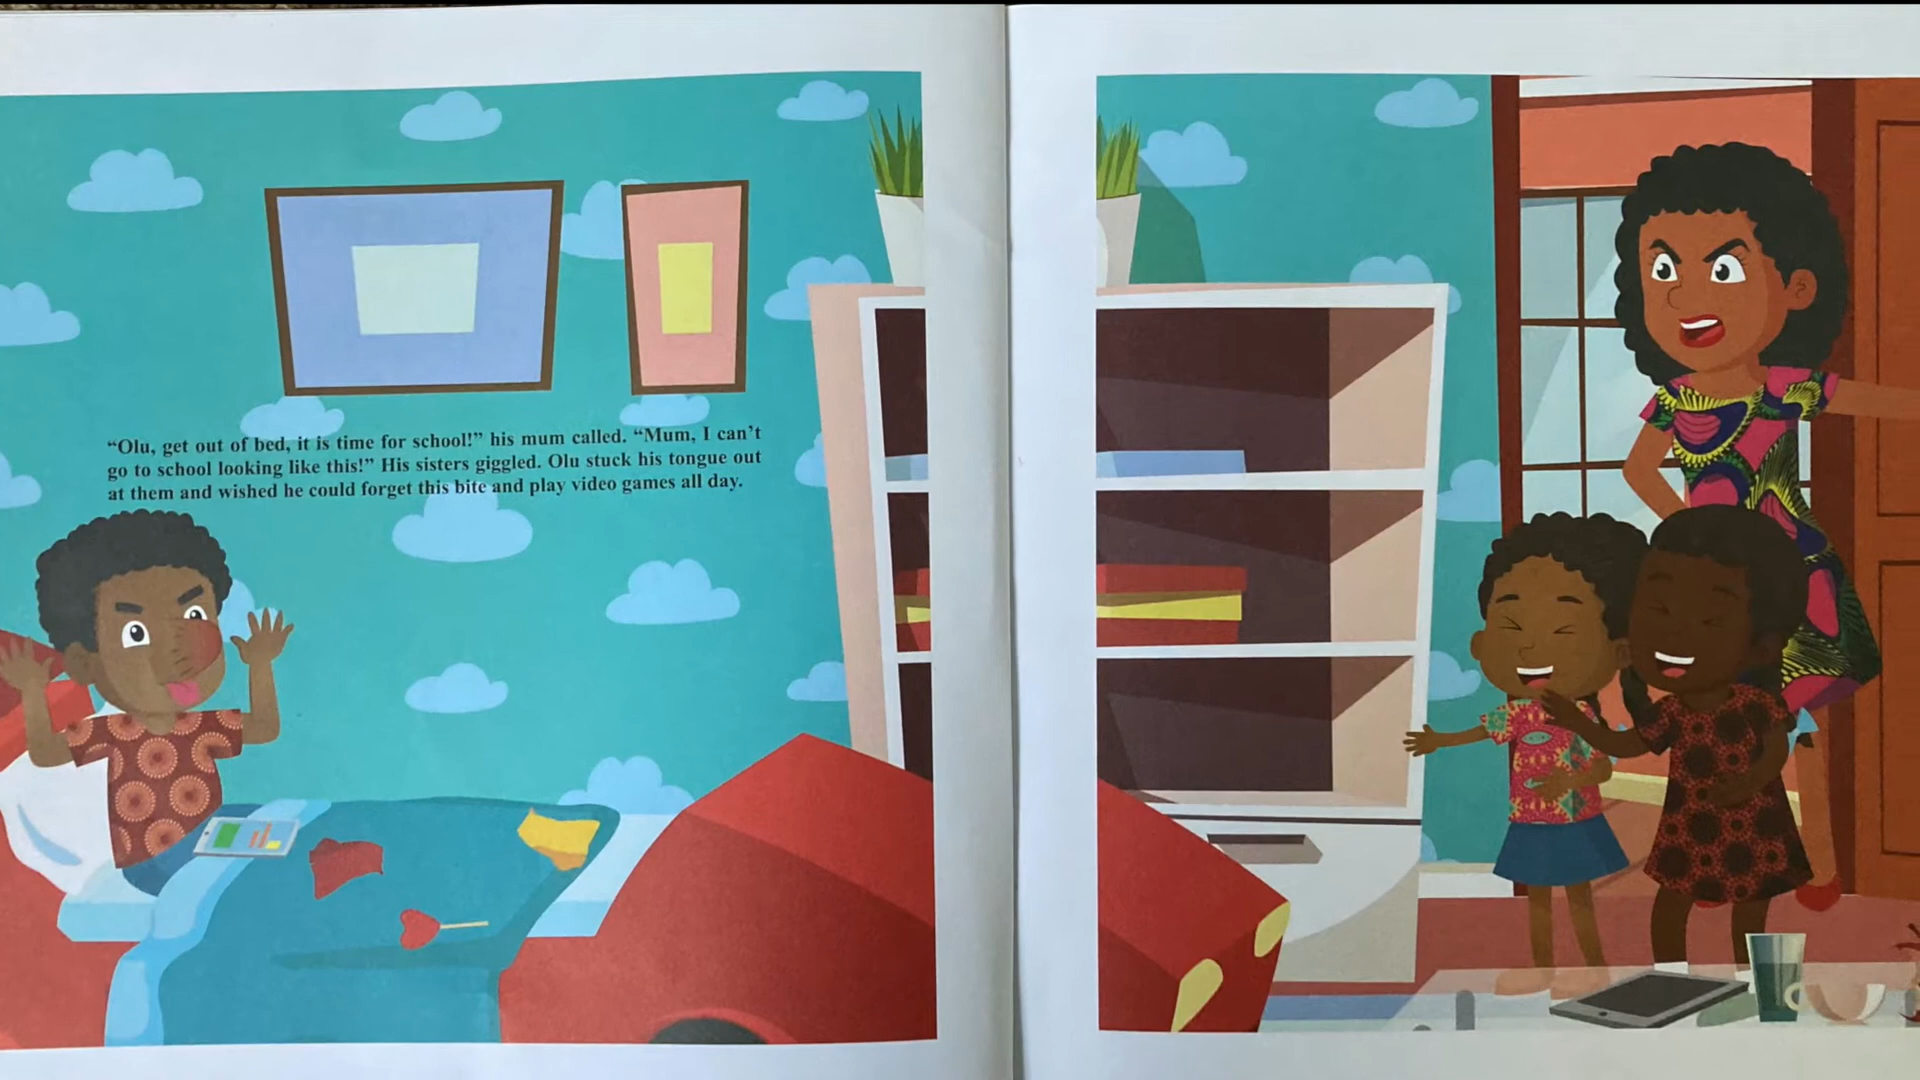 “Olu, get out of bed, it is time for school!” his mum called. “Mum, I can’t
go to school looking like this!” His sisters giggled. Olu stuck his tongue out
at them and wished he could forget this bite and play video games all day.